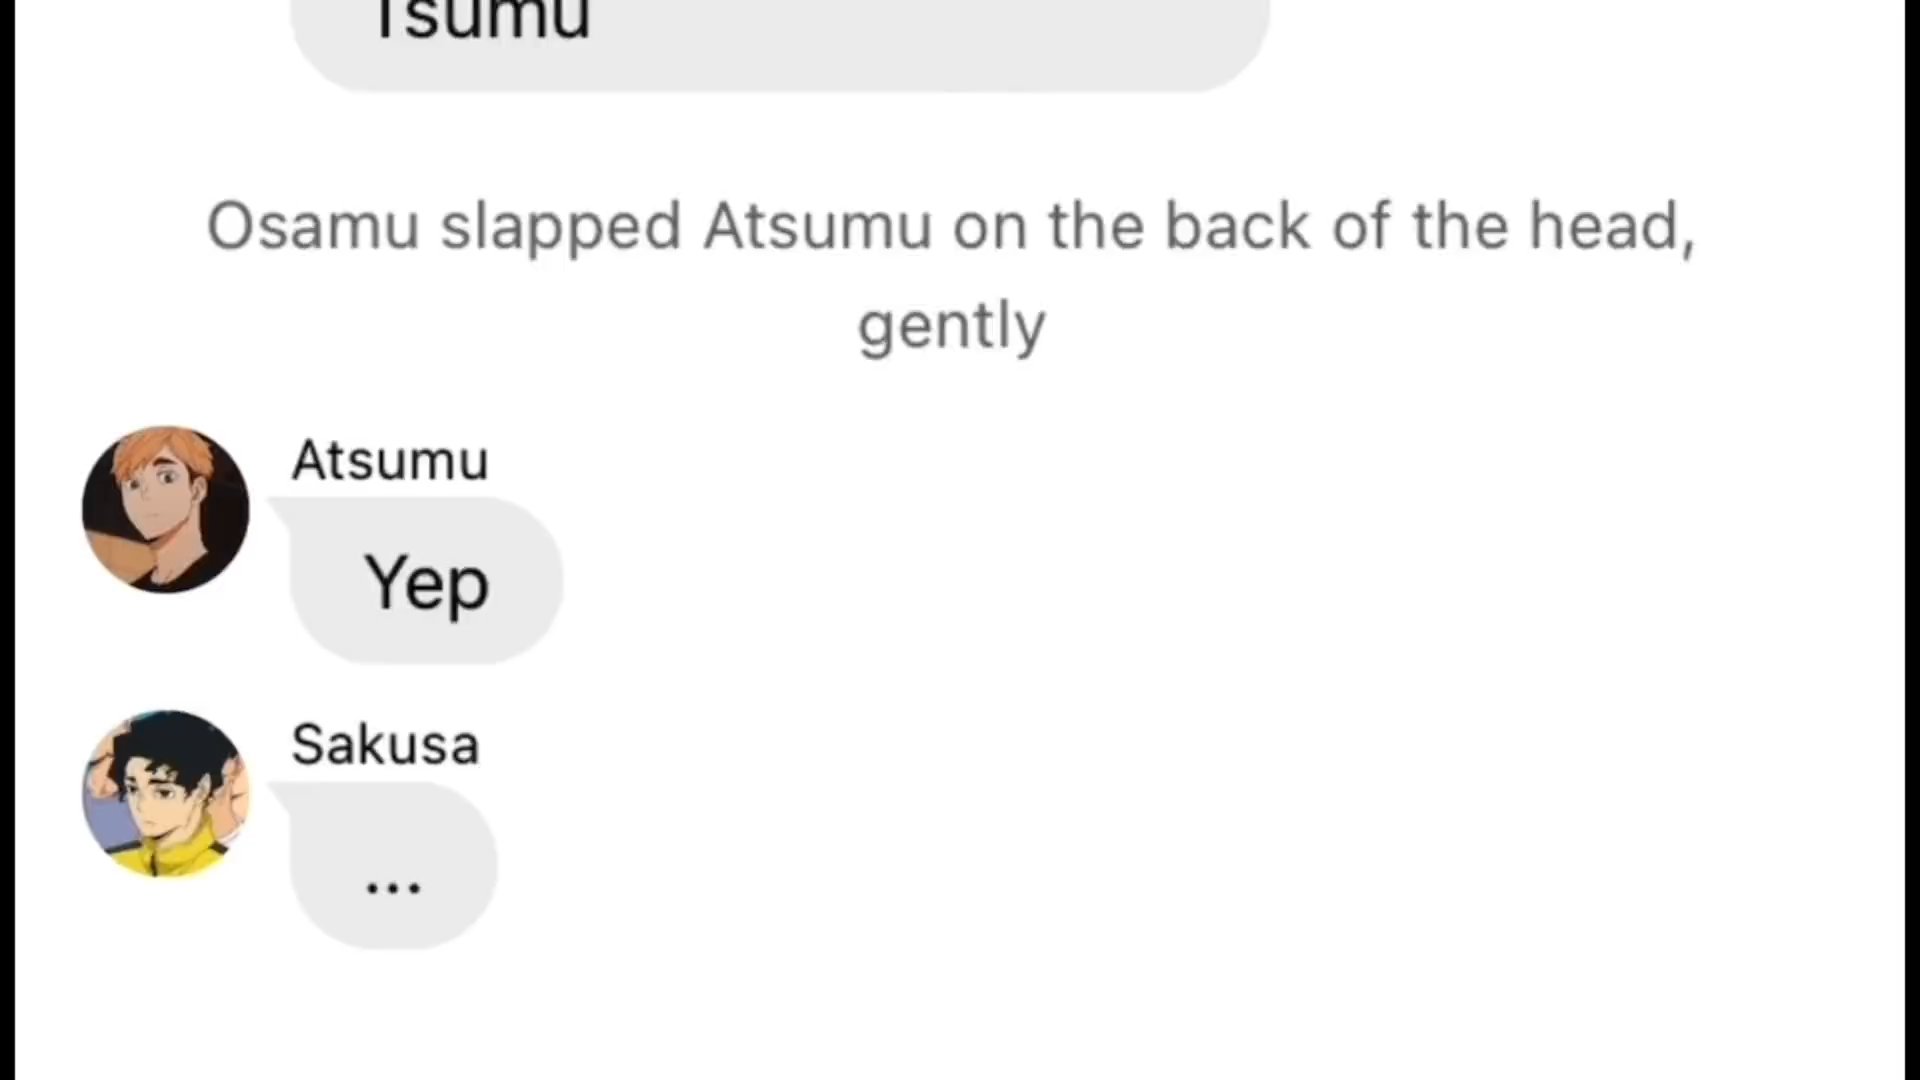 Tsumu
Osamu slapped Atsumu on the back of the head,
gently
Atsumu
Yep
Sakusa
...